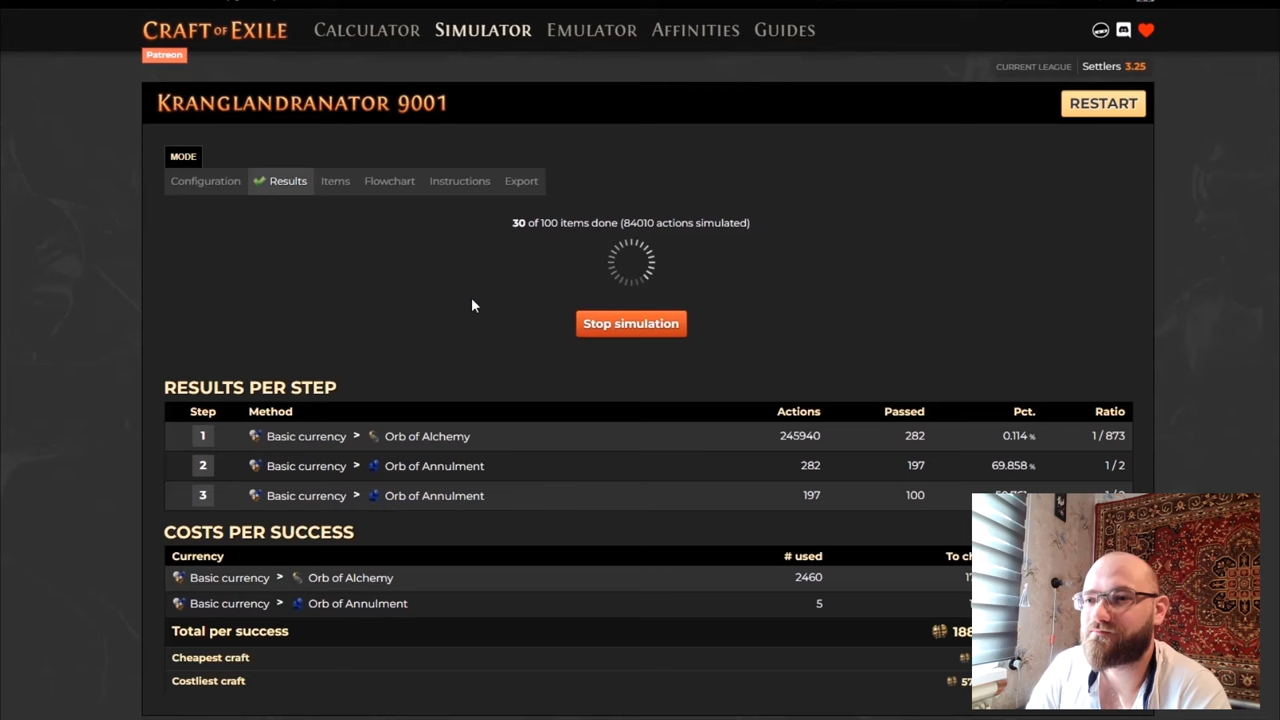 CRAFT OF EXILE CALCULATOR SIMULATOR EMULATOR AFFINITIES GUIDES
Patreon
CURRENT LEAGUE Settlers 3.25
KRANGLANDRANATOR 9001 RESTART
MODE
Configuration Results Items Flowchart Instructions Export
30 of 100 items done (84010 actions simulated)
Stop simulation
RESULTS PER STEP
Step Method Actions Passed Pct. Ratio
1 Basic currency > Orb of Alchemy 245940 282 0.114 % 1 / 873
2 Basic currency > Orb of Annulment 282 197 69.858 % 1 / 2
3 Basic currency > Orb of Annulment 197 100
COSTS PER SUCCESS
Currency # used To
Basic currency > Orb of Alchemy 2460
Basic currency > Orb of Annulment 5
Total per success 188
Cheapest craft
Costliest craft 57